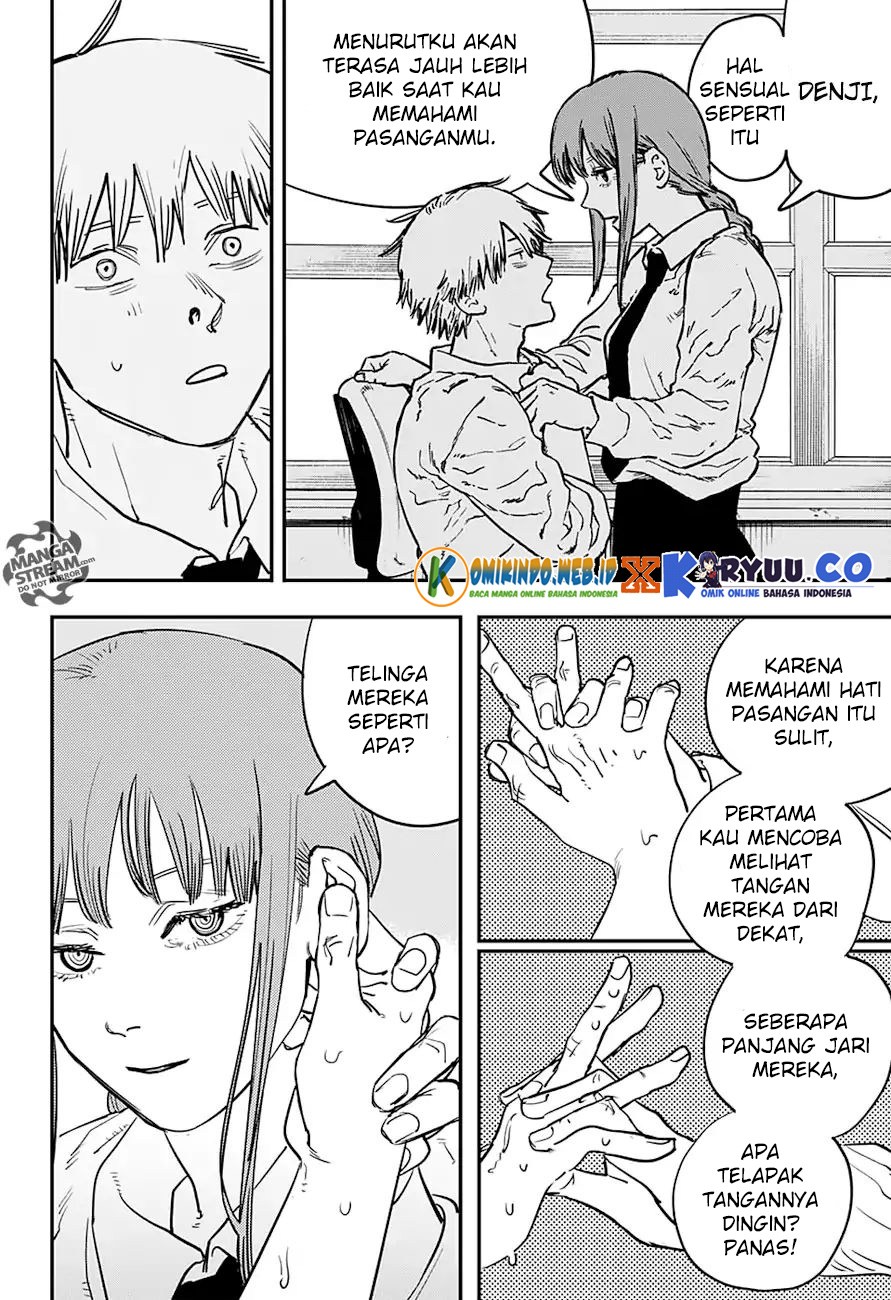 HAL
SENSUAL DENJI,
SEPERTI
ITU
MENURUTKU AKAN
TERASA JAUH LEBIH
BAIK SAAT KAU
MEMAHAMI
PASANGANMU.
MANGA
STREAM.com
DO NOT MIRROR
KOMIKINDO.WEB.ID
BACA MANGA ONLINE BAHASA INDONESIA
X
KIRYUU.CO
OMIK ONLINE BAHASA INDONESIA
KARENA
MEMAHAMI HATI
PASANGAN ITU
SULIT,
PERTAMA
KAU MENCOBA
MELIHAT
TANGAN
MEREKA DARI
DEKAT,
SEBERAPA
PANJANG JARI
MEREKA,
APA
TELAPAK
TANGANNYA
DINGIN?
PANAS!
TELINGA
MEREKA
SEPERTI
APA?